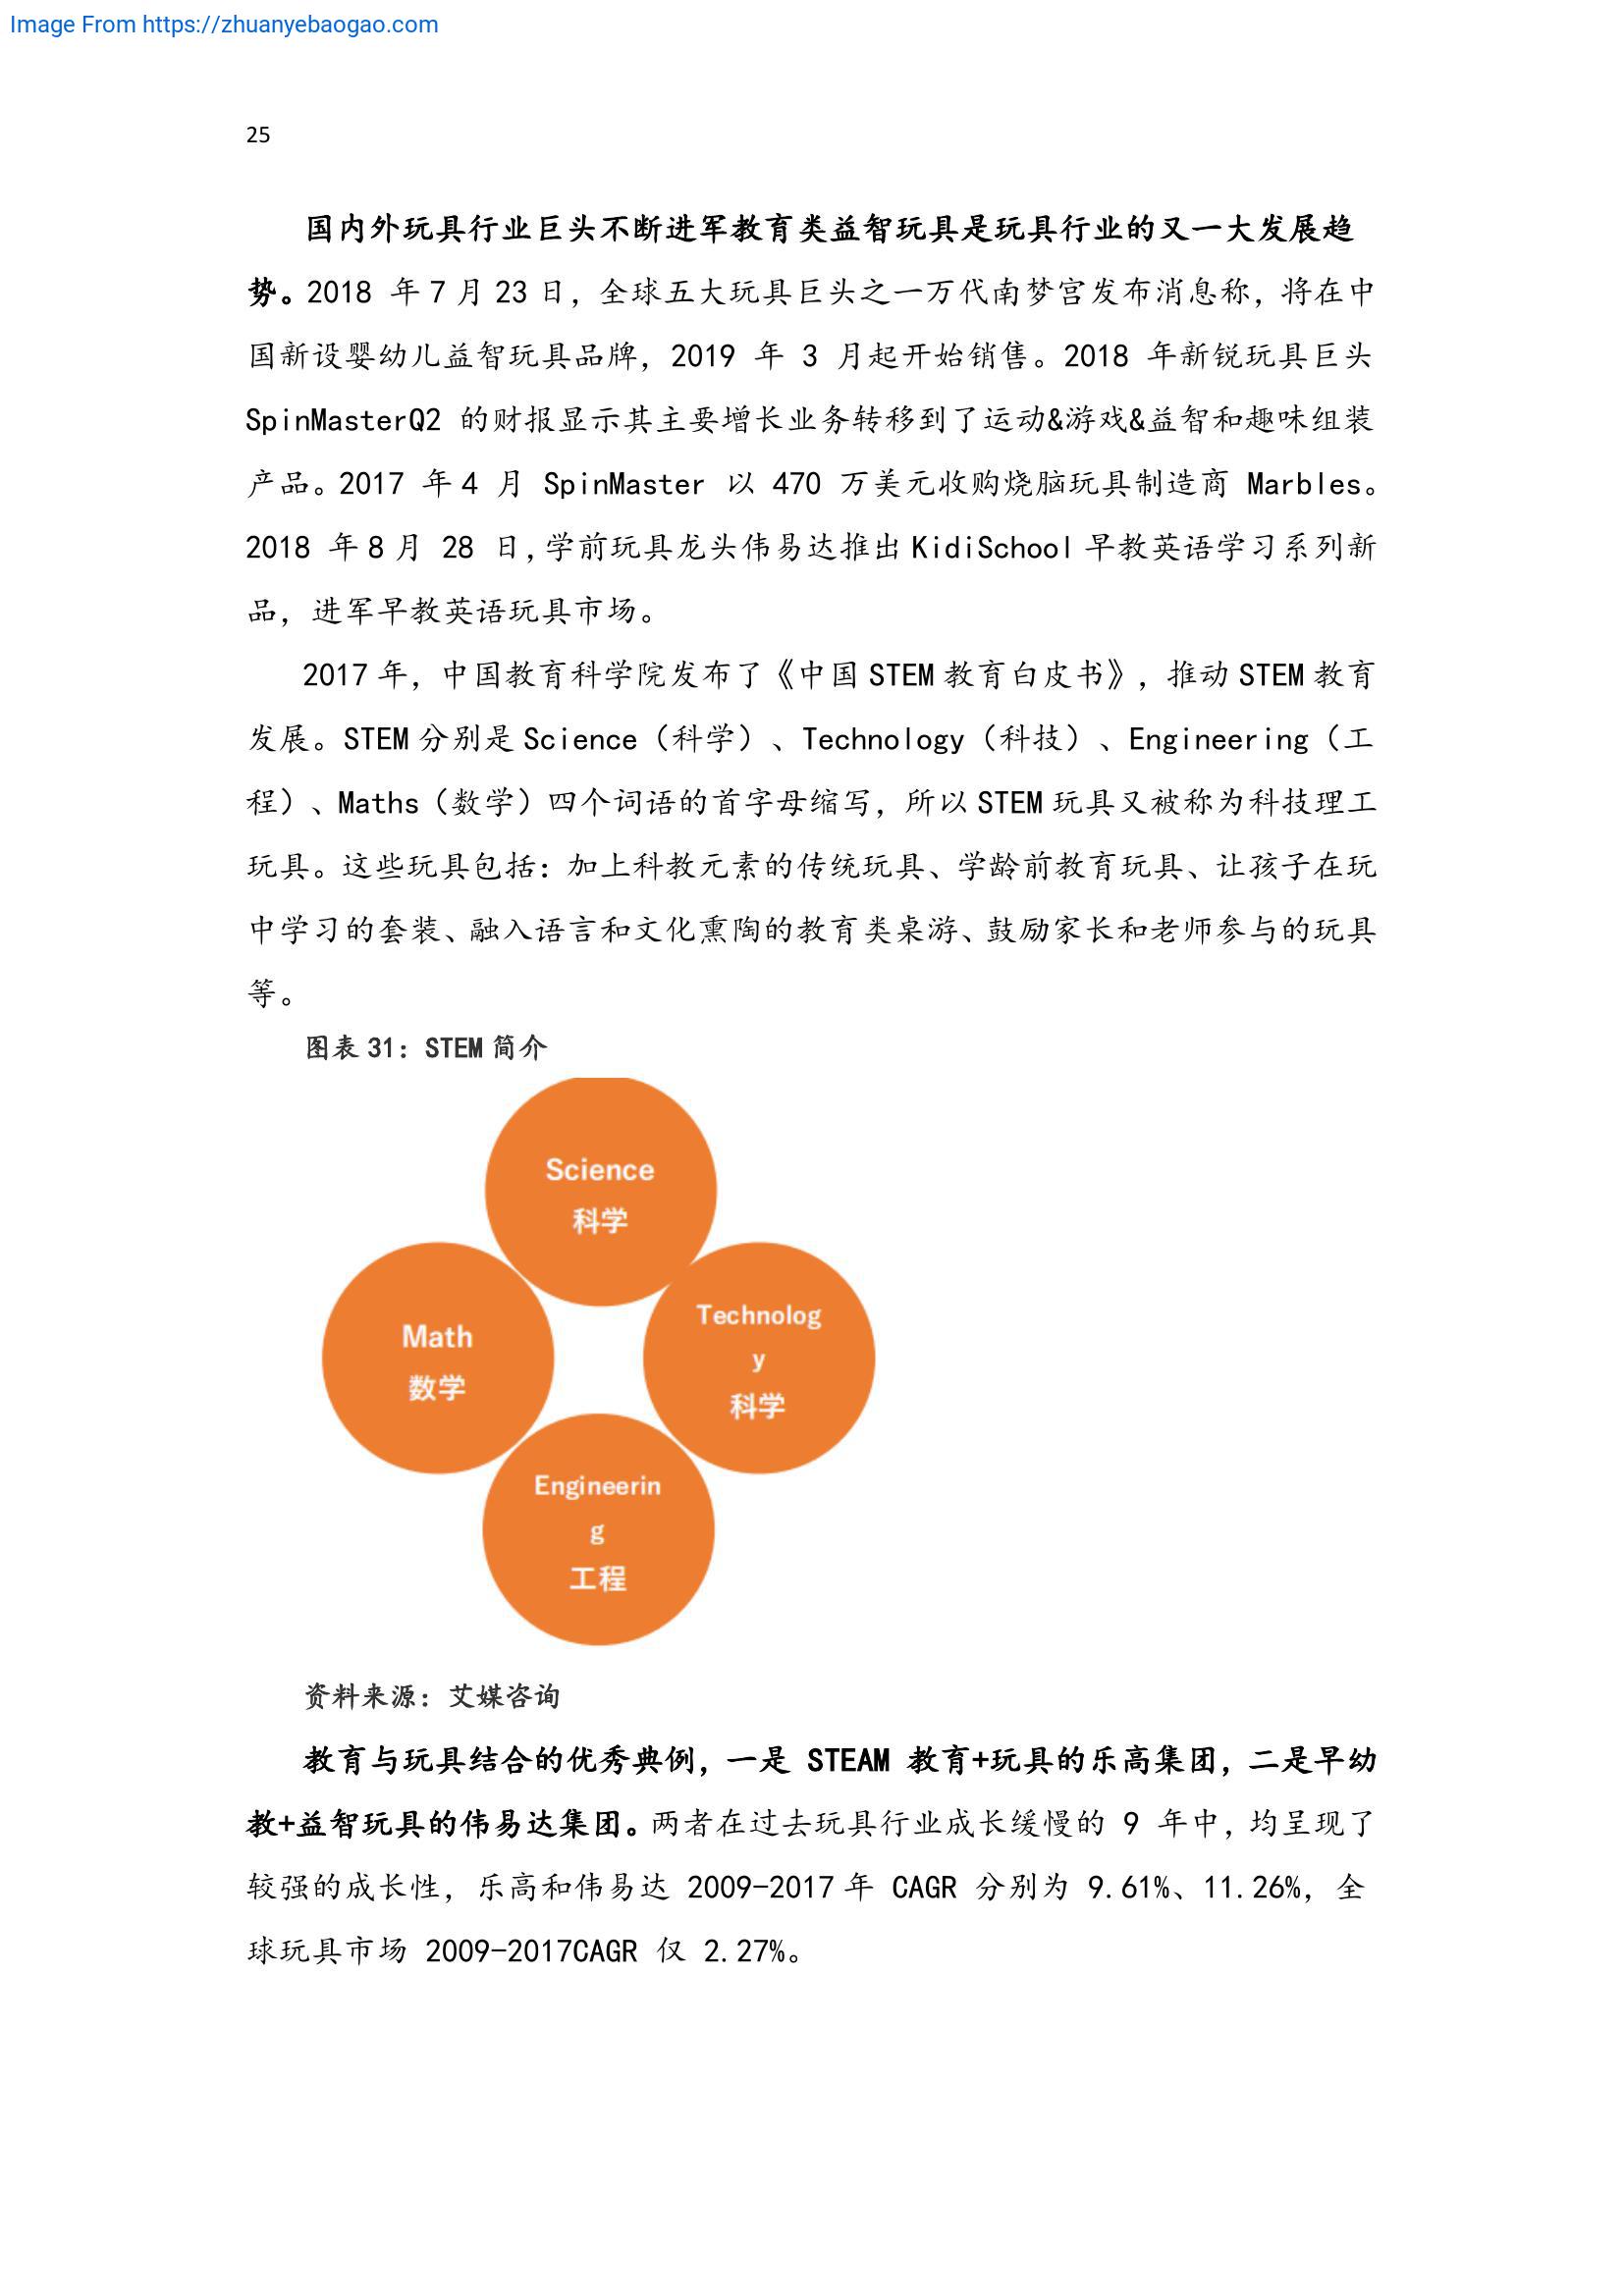 Image From https://zhuanyebaogao.com
25
国内外玩具行业巨头不断进军教育类益智玩具是玩具行业的又一大发展趋
势。2018 年 7 月 23 日，全球五大玩具巨头之一万代南梦宫发布消息称，将在中
国新设婴幼儿益智玩具品牌，2019 年 3 月起开始销售。2018 年新锐玩具巨头
SpinMasterQ2 的财报显示其主要增长业务转移到了运动&游戏&益智和趣味组装
产品。2017 年 4 月 SpinMaster 以 470 万美元收购烧脑玩具制造商 Marbles。
2018 年 8 月 28 日，学前玩具龙头伟易达推出 KidiSchool 早教英语学习系列新
品，进军早教英语玩具市场。
2017 年，中国教育科学院发布了《中国 STEM 教育白皮书》，推动 STEM 教育
发展。STEM 分别是 Science（科学）、Technology（科技）、Engineering（工
程）、Maths（数学）四个词语的首字母缩写，所以 STEM 玩具又被称为科技理工
玩具。这些玩具包括：加上科教元素的传统玩具、学龄前教育玩具、让孩子在玩
中学习的套装、融入语言和文化熏陶的教育类桌游、鼓励家长和老师参与的玩具
等。
图表 31：STEM 简介
Science
科学
Math
数学
Technolog
y
科学
Engineerin
g
工程
资料来源：艾媒咨询
教育与玩具结合的优秀典例，一是 STEAM 教育+玩具的乐高集团，二是早幼
教+益智玩具的伟易达集团。两者在过去玩具行业成长缓慢的 9 年中，均呈现了
较强的成长性，乐高和伟易达 2009-2017 年 CAGR 分别为 9.61%、11.26%，全
球玩具市场 2009-2017CAGR 仅 2.27%。